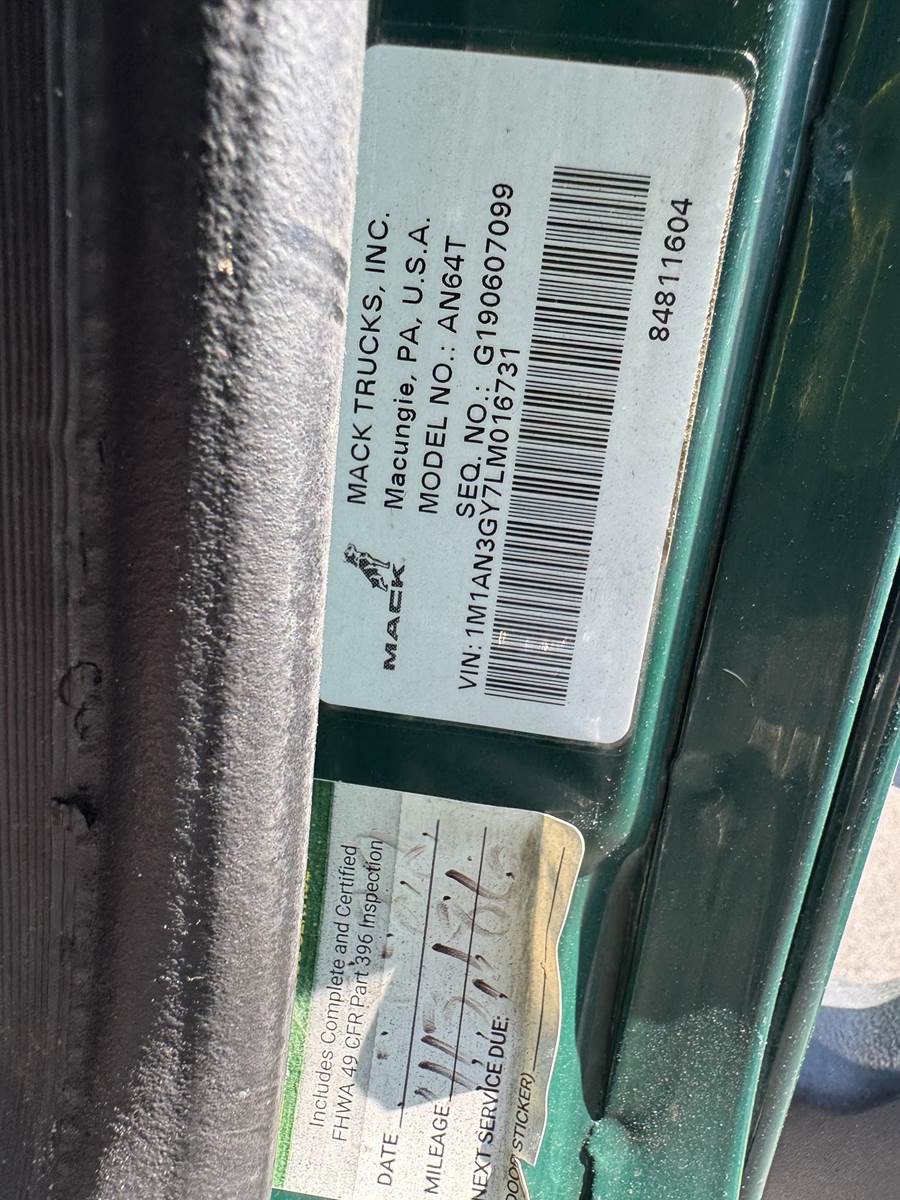 MACK TRUCKS, INC.
Macungie, PA, U.S.A.
MODEL NO.: AN64T
SEQ. NO.: G190607099
MACK
VIN: 1M1AN3GY7LM016731
84811604
Includes Complete and Certified
FHWA 49 CFR Part 396 Inspection
DATE
MILEAGE
NEXT SERVICE DUE:
DOOR STICKER)